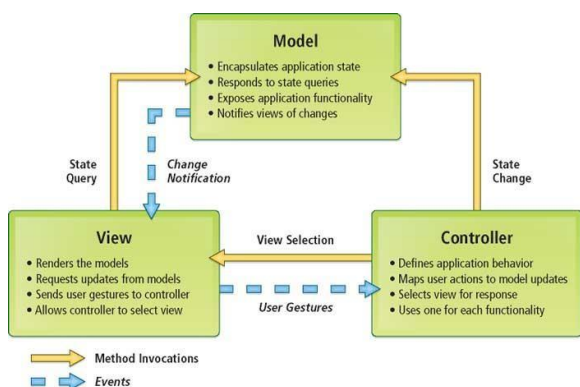 Model
• Encapsulates application state
• Responds to state queries
• Exposes application functionality
• Notifies views of changes
State
Query
Change
Notification
State
Change
View
• Renders the models
• Requests updates from models
• Sends user gestures to controller
• Allows controller to select view
View Selection
User Gestures
Controller
• Defines application behavior
• Maps user actions to model updates
• Selects view for response
• Uses one for each functionality
Method Invocations
Events